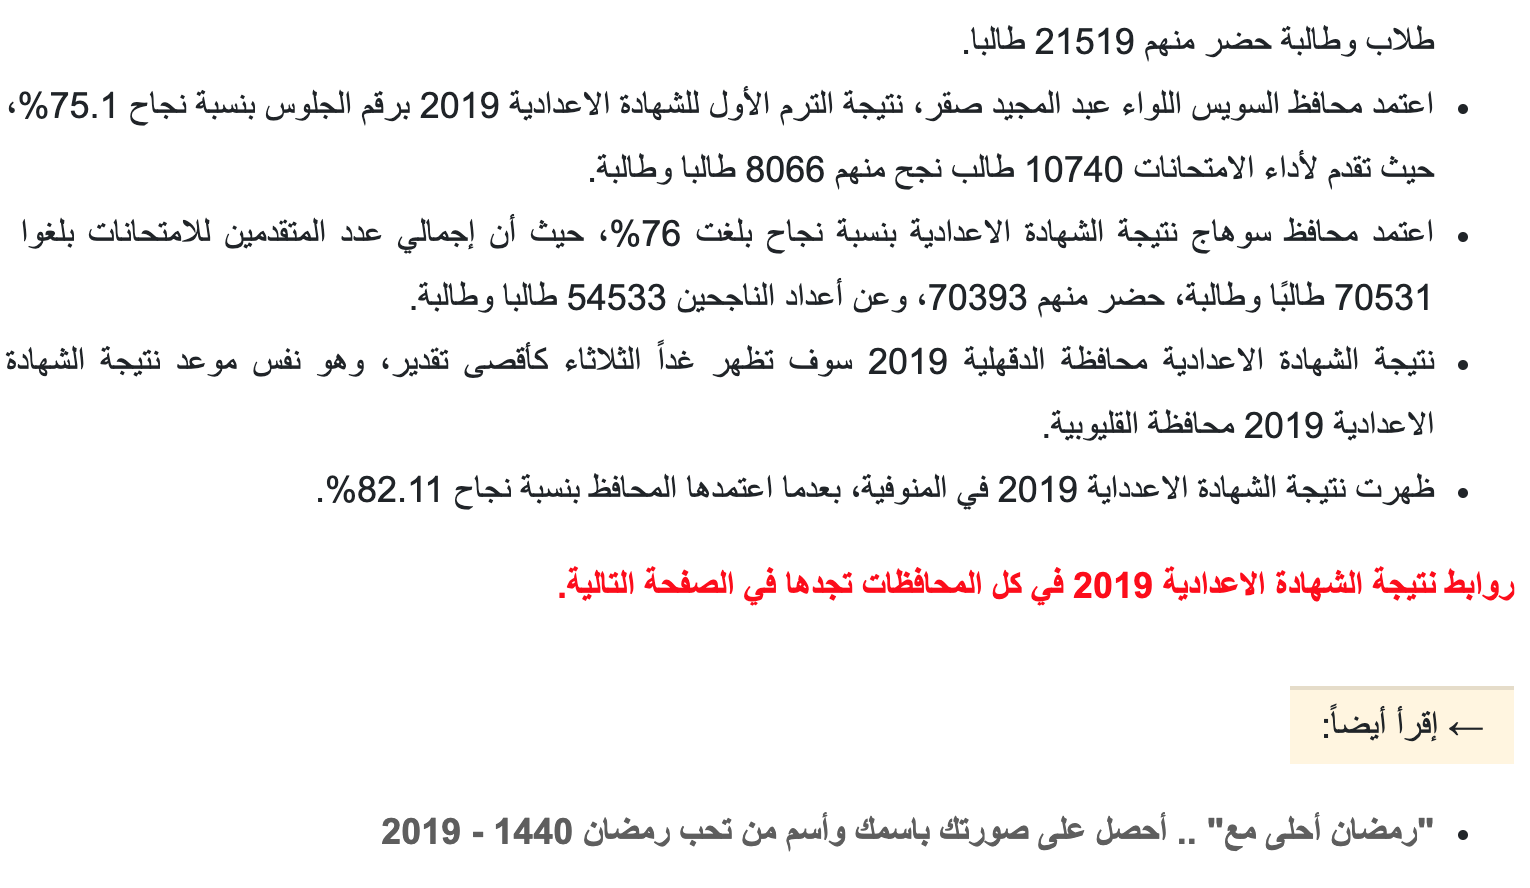 طلاب وطالبة حضر منهم 21519 طالبا.
• اعتمد محافظ السويس اللواء عبد المجيد صقر، نتيجة الترم الأول للشهادة الاعدادية 2019 برقم الجلوس بنسبة نجاح 75.1%،
حيث تقدم لأداء الامتحانات 10740 طالب نجح منهم 8066 طالبا وطالبة.
• اعتمد محافظ سوهاج نتيجة الشهادة الاعدادية بنسبة نجاح بلغت 76%، حيث أن إجمالي عدد المتقدمين للامتحانات بلغوا
70531 طالبًا وطالبة، حضر منهم 70393، وعن أعداد الناجحين 54533 طالبا وطالبة.
• نتيجة الشهادة الاعدادية محافظة الدقهلية 2019 سوف تظهر غداً الثلاثاء كأقصى تقدير، وهو نفس موعد نتيجة الشهادة
الاعدادية 2019 محافظة القليوبية.
• ظهرت نتيجة الشهادة الاعدداية 2019 في المنوفية، بعدما اعتمدها المحافظ بنسبة نجاح 82.11%.
روابط نتيجة الشهادة الاعدادية 2019 في كل المحافظات تجدها في الصفحة التالية.
← إقرأ أيضاً:
• "رمضان أحلى مع" .. أحصل على صورتك باسمك وأسم من تحب رمضان 1440 - 2019